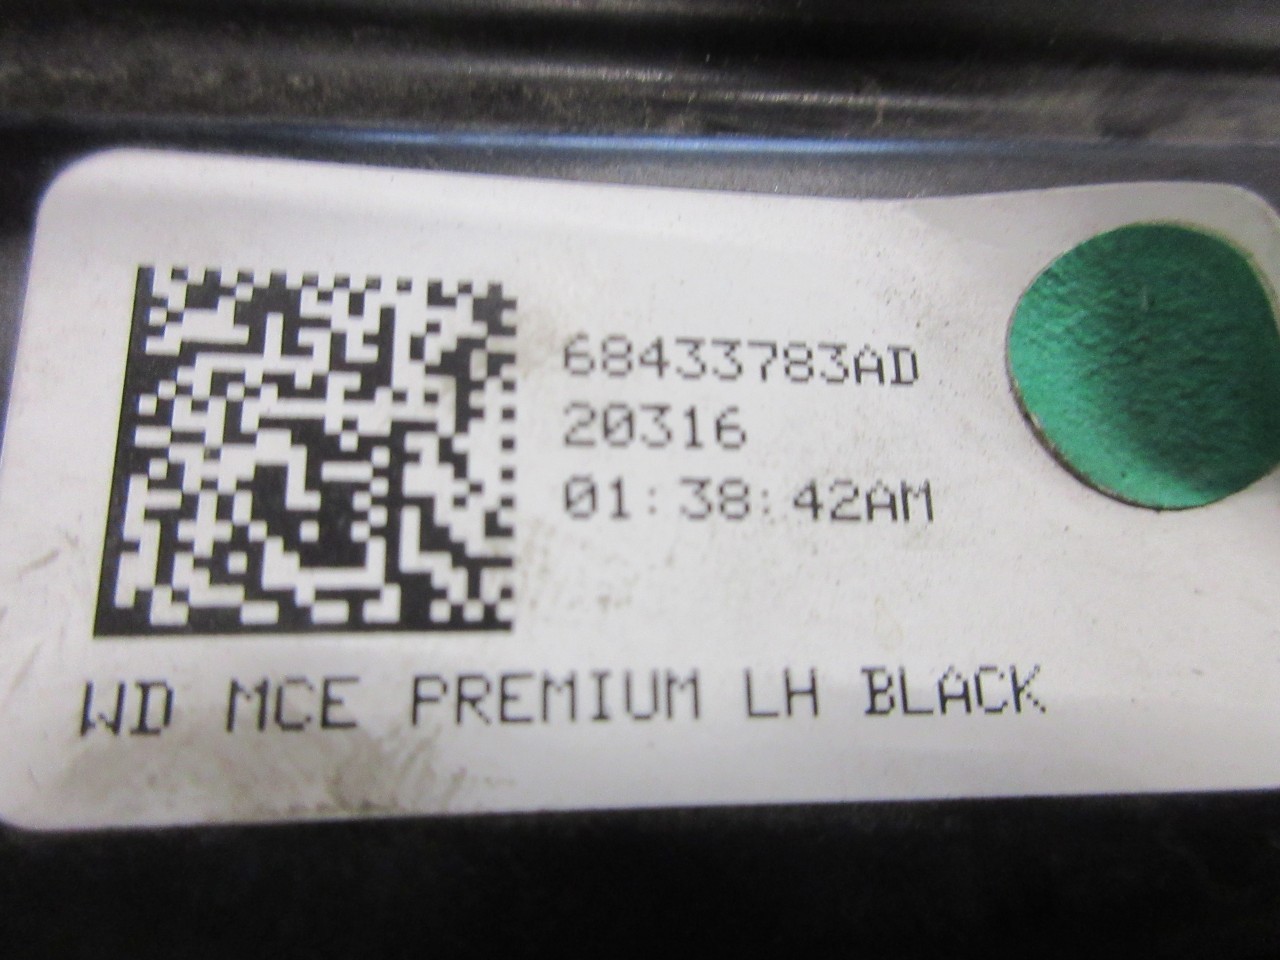 68433783AD
20316
01:38:42AM
WD MCE PREMIUM LH BLACK